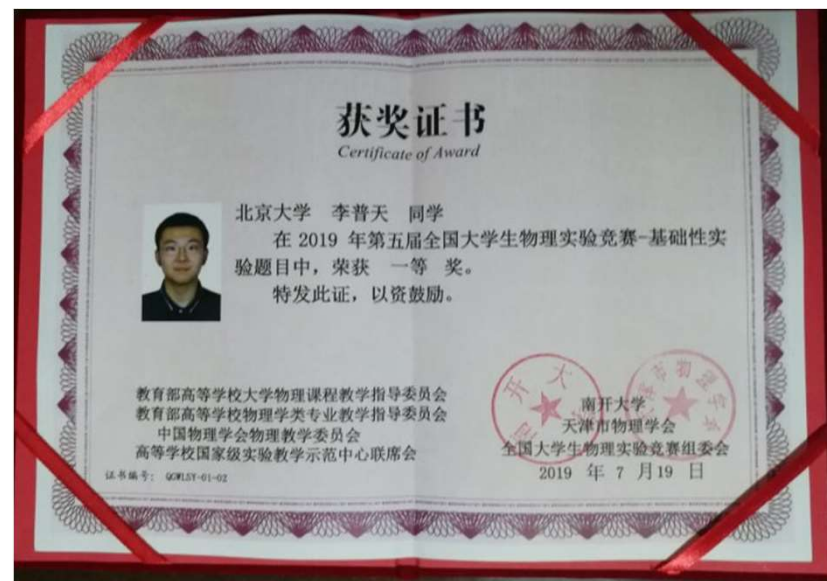 获奖证书
Certificate of Award
北京大学 李普天 同学
在 2019 年第五届全国大学生物理实验竞赛-基础性实
验题目中，荣获 一等 奖。
特发此证，以资鼓励。
教育部高等学校大学物理课程教学指导委员会
教育部高等学校物理学类专业教学指导委员会
中国物理学会物理教学委员会
高等学校国家级实验教学示范中心联席会
证书编号： QGWLSY-01-02
南开大学
天津市物理学会
全国大学生物理实验竞赛组委会
2019 年 7 月19 日